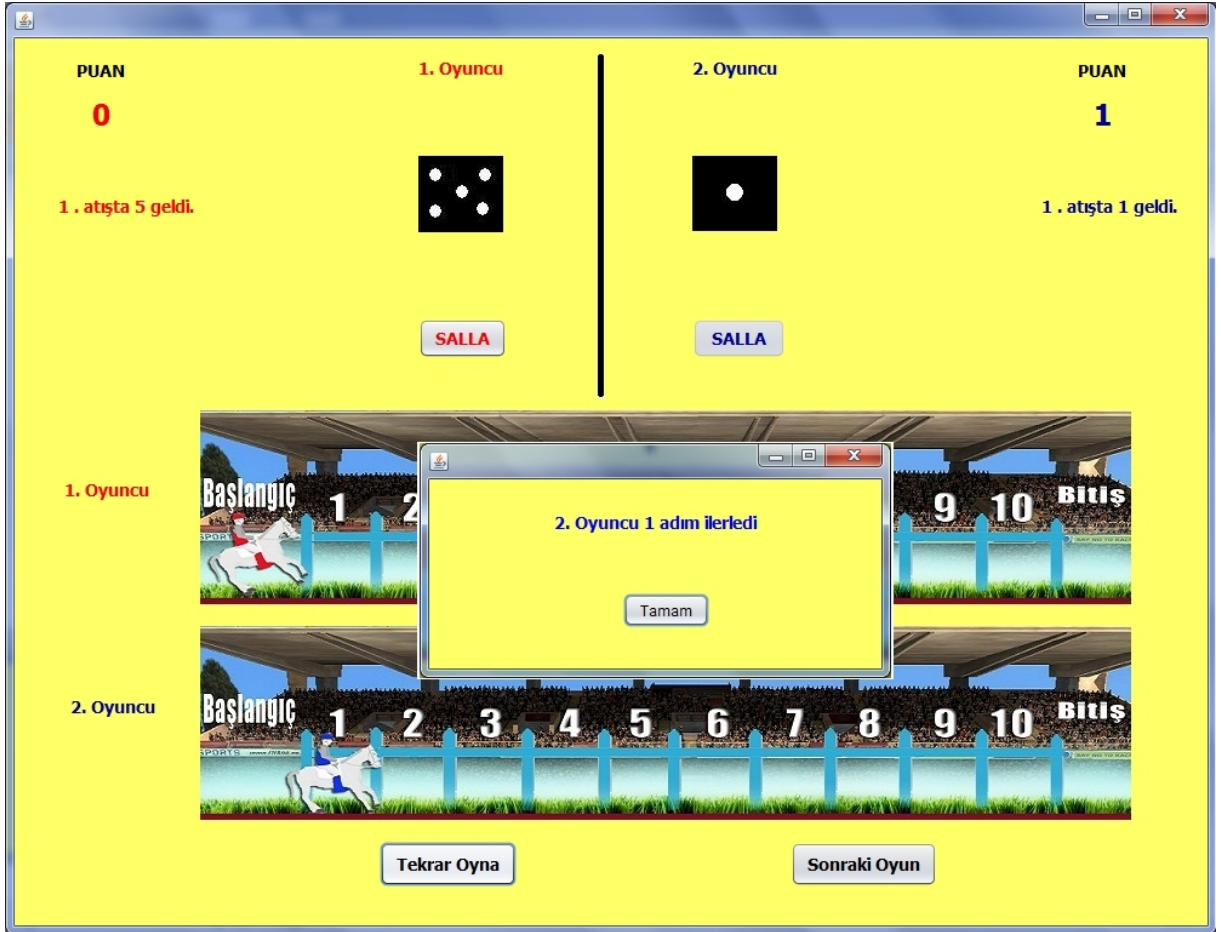 PUAN
1. Oyuncu
2. Oyuncu
PUAN
0
1
1 . atışta 5 geldi.
1 . atışta 1 geldi.
SALLA
SALLA
1. Oyuncu
Başlangıç 1 2 9 10 Bitiş
2. Oyuncu 1 adım ilerledi
Tamam
2. Oyuncu
Başlangıç 1 2 3 4 5 6 7 8 9 10 Bitiş
SPORTS
Tekrar Oyna
Sonraki Oyun